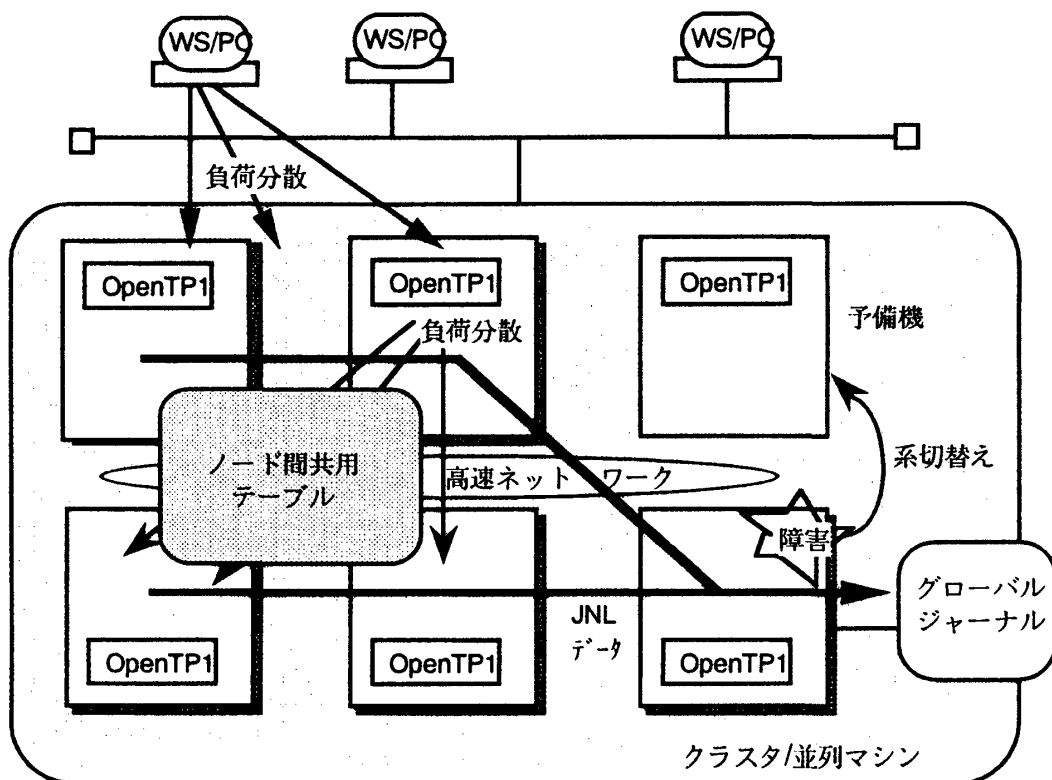 WS/PC
WS/PC
WS/PC
負荷分散
OpenTP1
OpenTP1
OpenTP1
予備機
負荷分散
ノード間共用
テーブル
高速ネットワーク
系切替え
障害
グローバル
ジャーナル
JNL
データ
OpenTP1
OpenTP1
OpenTP1
クラスタ/並列マシン